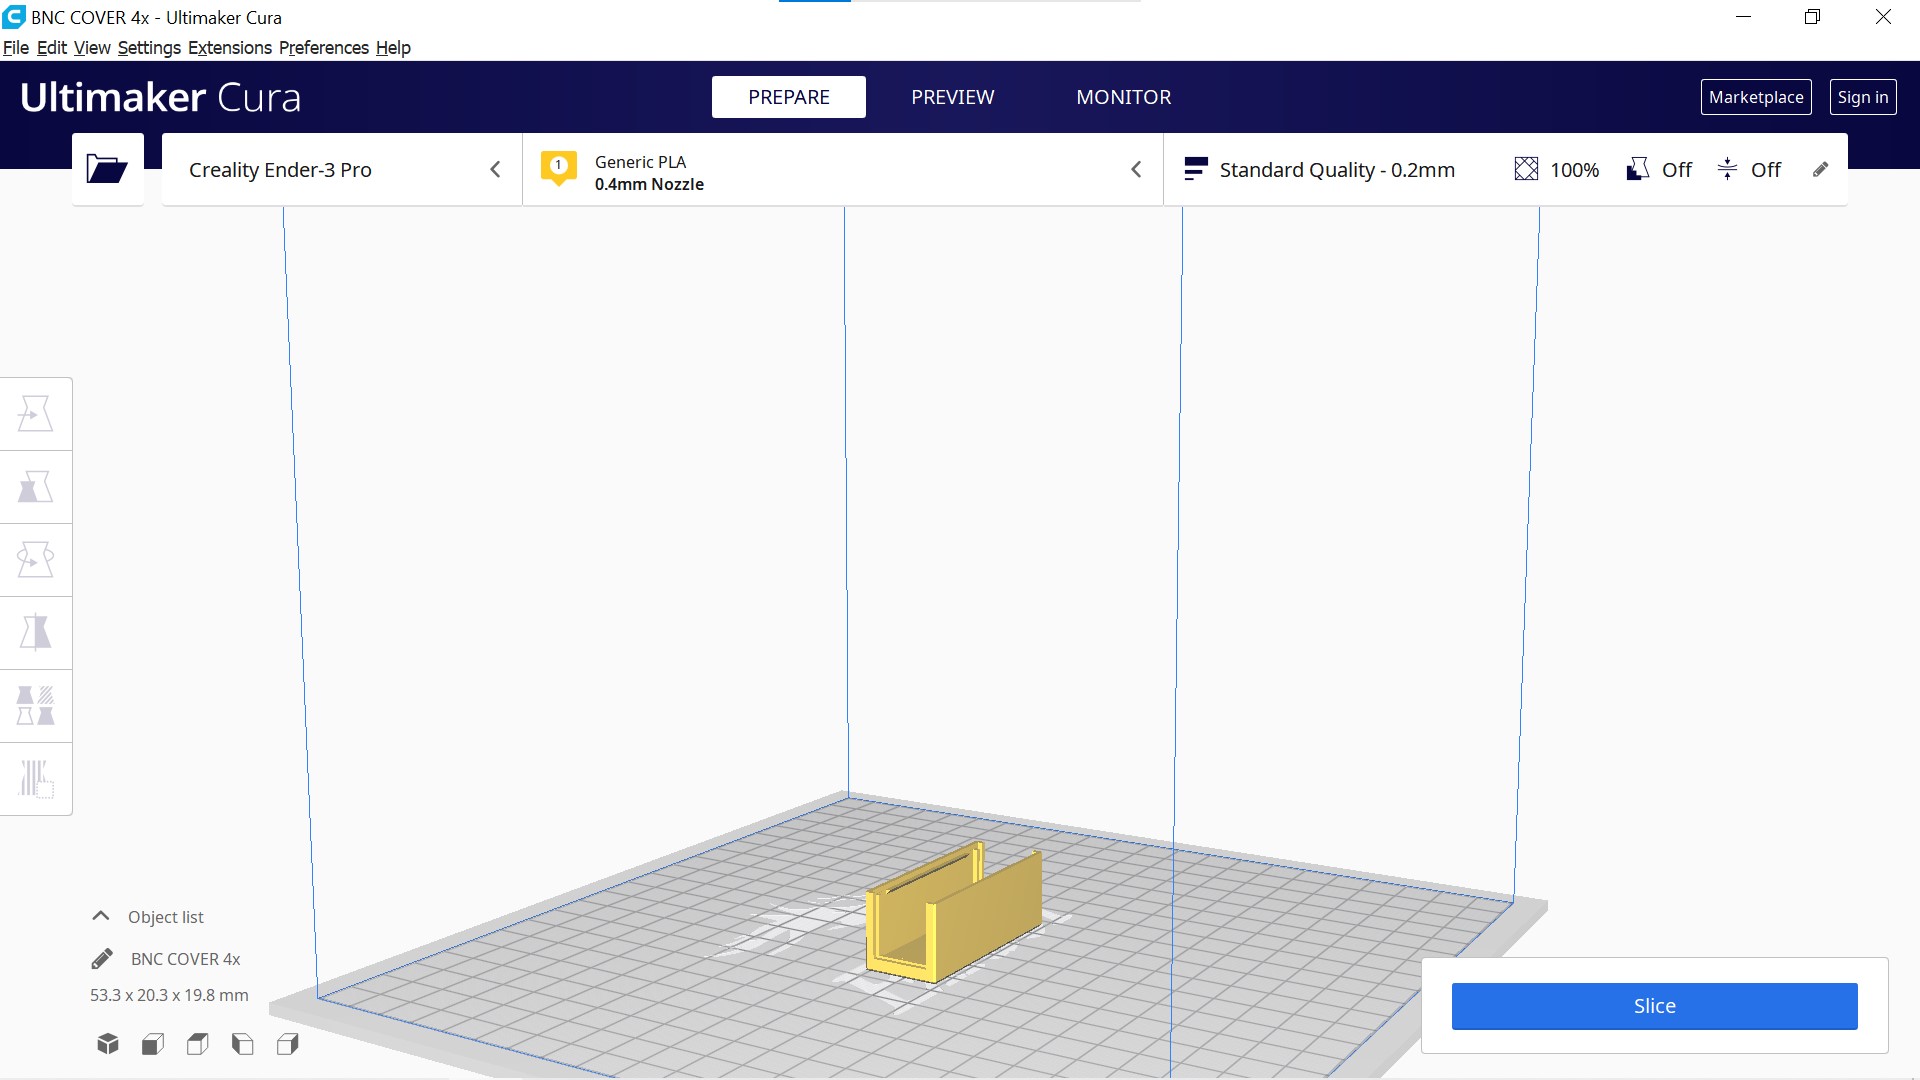 BNC COVER 4x - Ultimaker Cura
File Edit View Settings Extensions Preferences Help
Ultimaker Cura
PREPARE
PREVIEW
MONITOR
Marketplace
Sign in
Creality Ender-3 Pro
1
Generic PLA
0.4mm Nozzle
Standard Quality - 0.2mm
100%
Off
Off
Object list
BNC COVER 4x
53.3 x 20.3 x 19.8 mm
Slice